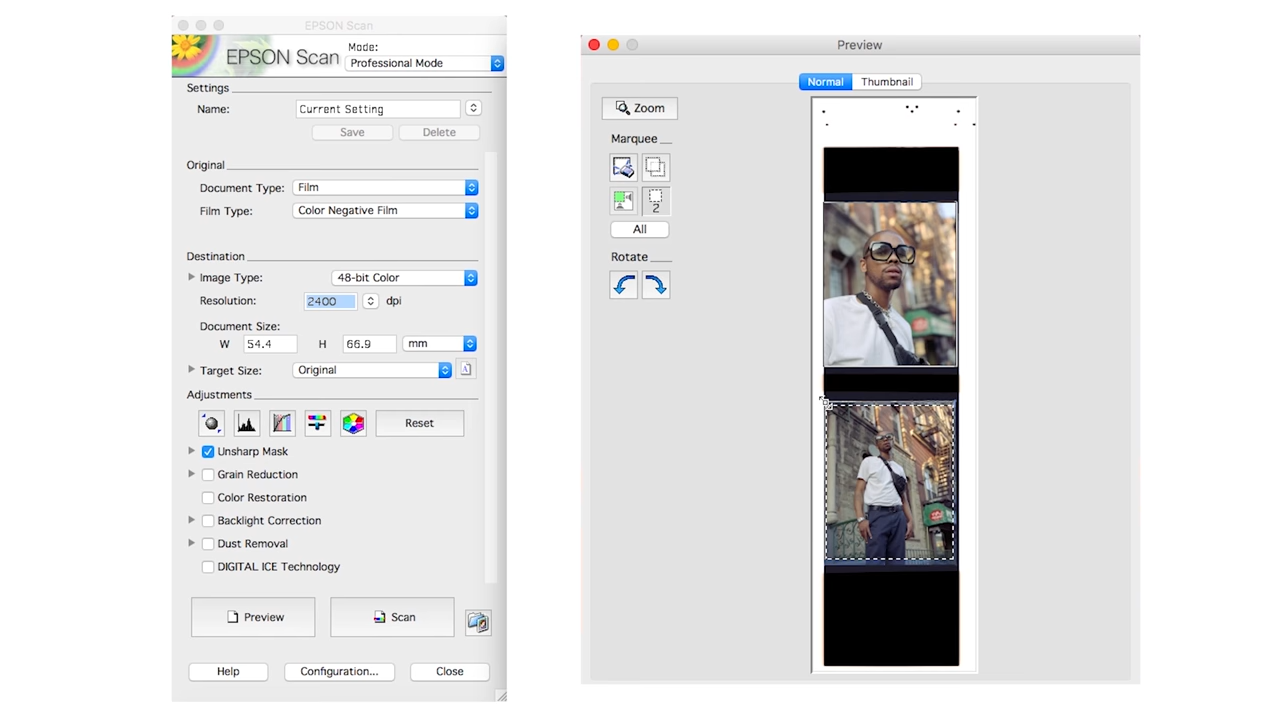 EPSON Scan
EPSON Scan
Mode:
Professional Mode
Settings
Name:
Current Setting
Save
Delete
Original
Document Type:
Film
Film Type:
Color Negative Film
Destination
Image Type:
48-bit Color
Resolution:
2400
dpi
Document Size:
W
54.4
H
66.9
mm
Target Size:
Original
A
Adjustments
Reset
Unsharp Mask
Grain Reduction
Color Restoration
Backlight Correction
Dust Removal
DIGITAL ICE Technology
Preview
Scan
Help
Configuration...
Close
Preview
Normal
Thumbnail
Zoom
Marquee
2
All
Rotate